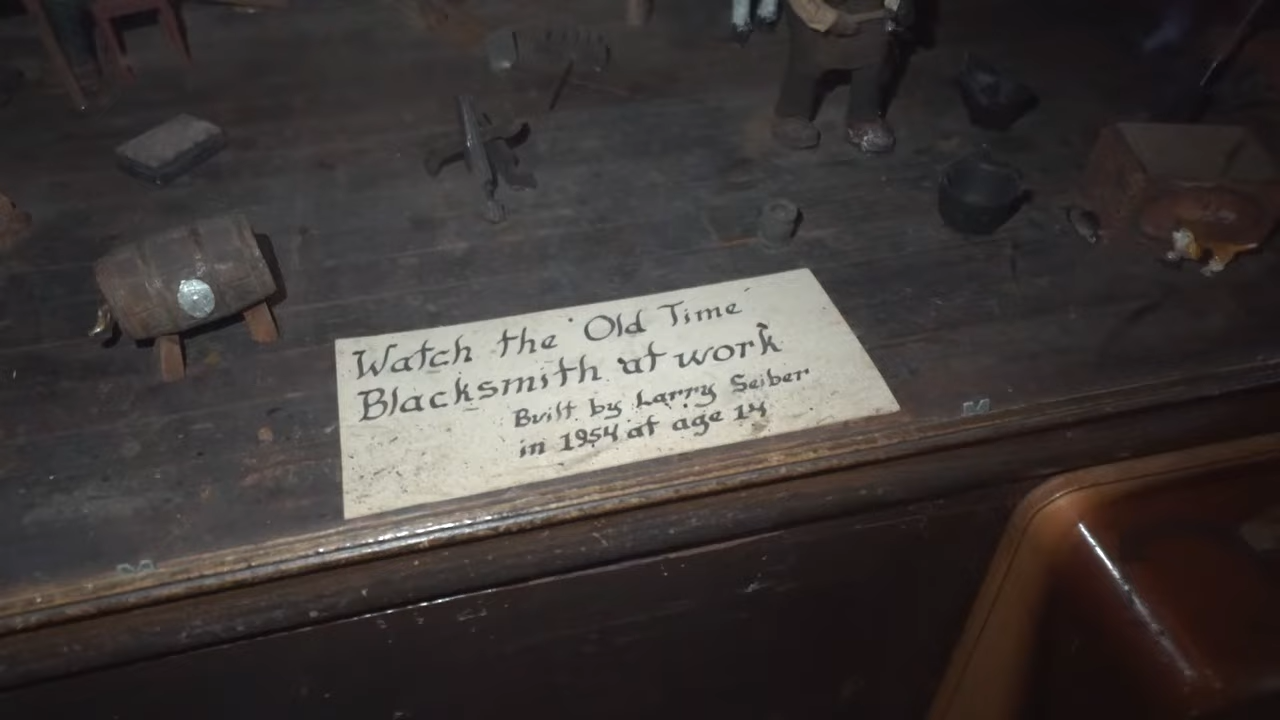 Watch the "Old Time"
Blacksmith at work
Built by Larry Seiber
in 1954 at age 14